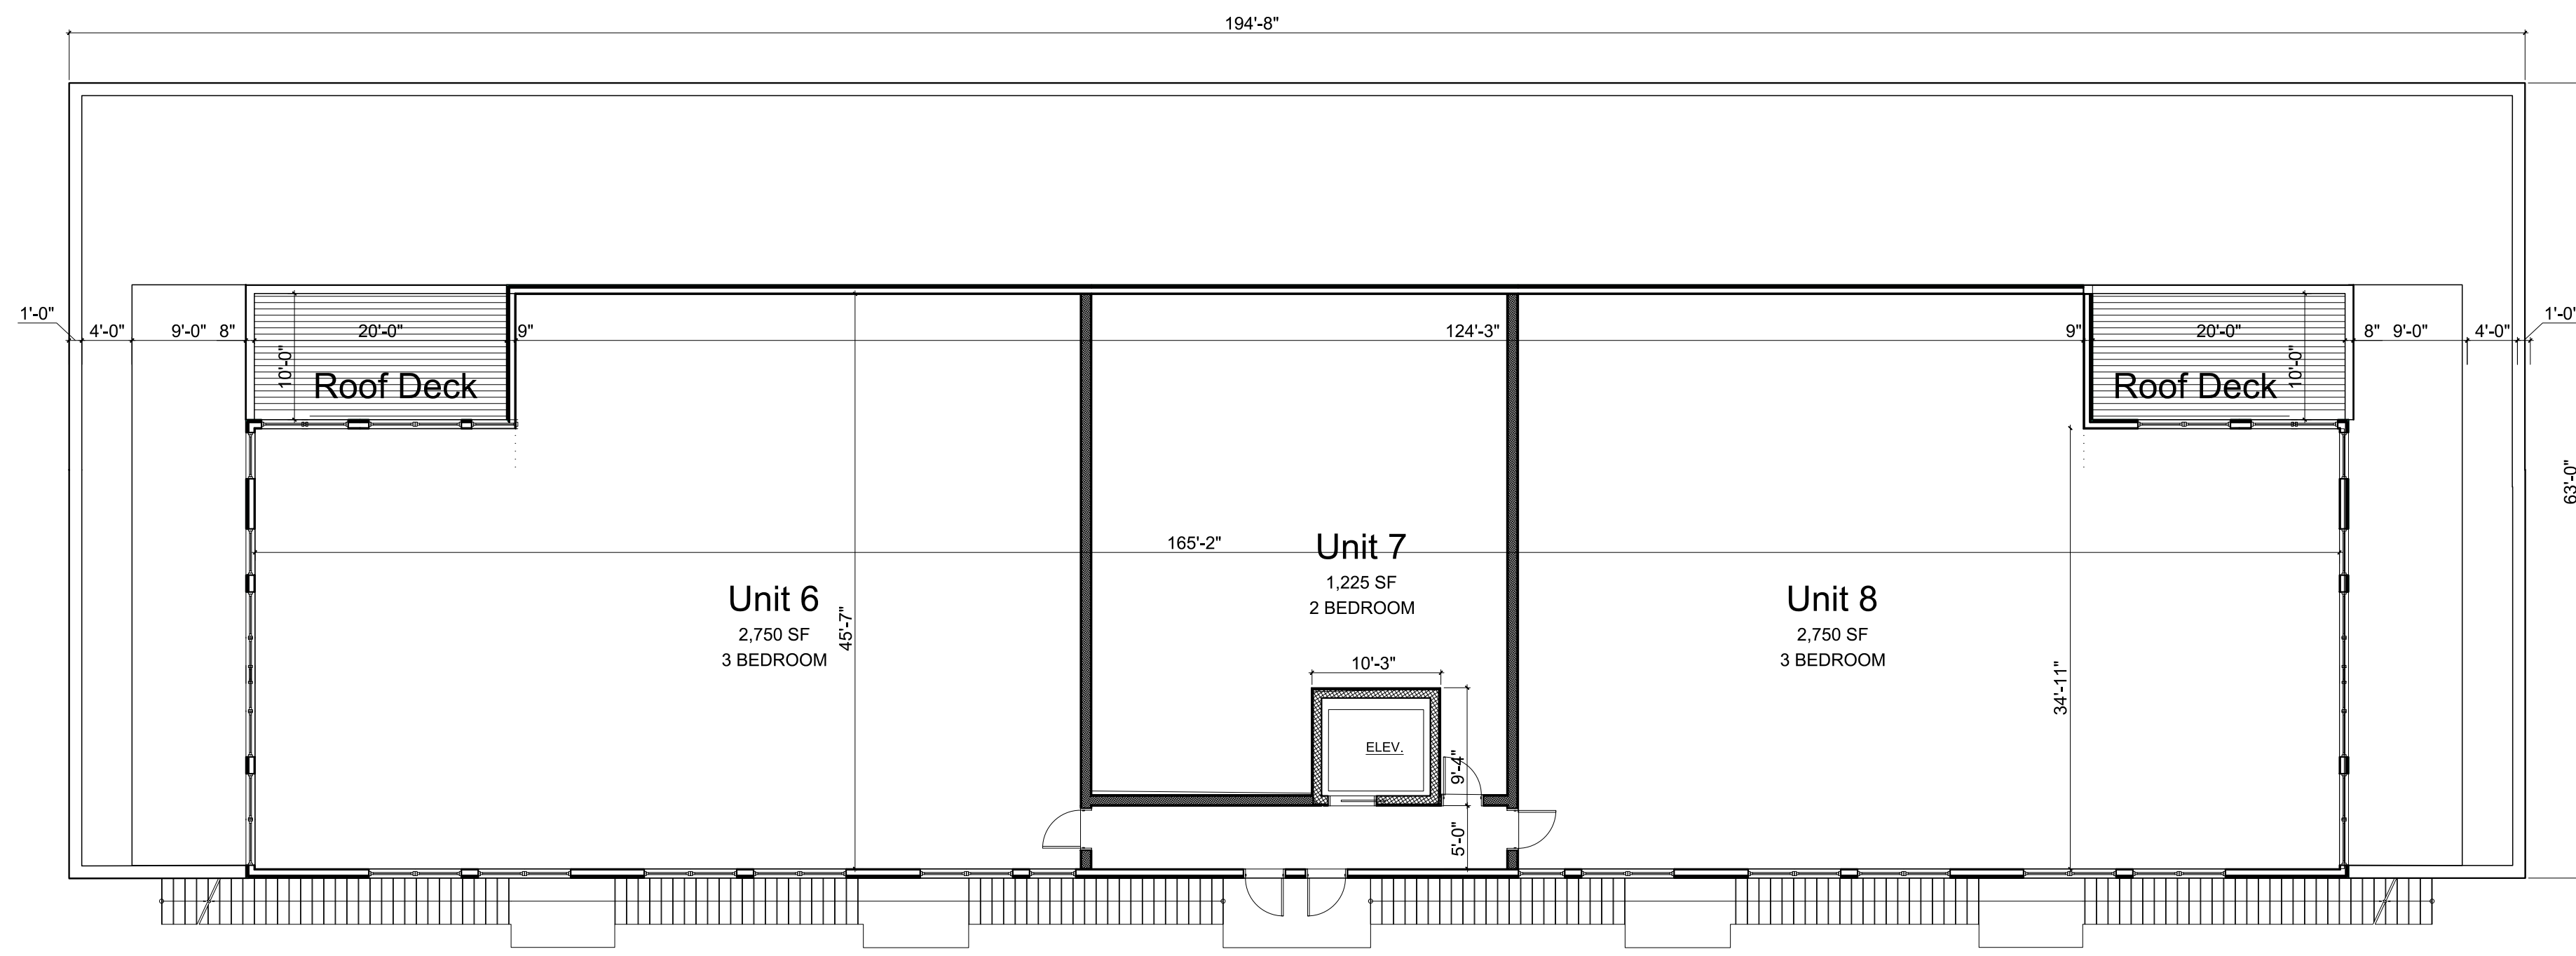 194'-8"
1'-0"
4'-0"
9'-0"
8"
20'-0"
9"
124'-3"
9"
20'-0"
8"
9'-0"
4'-0"
1'-0"
10'-0"
Roof Deck
Roof Deck
10'-0"
63'-0"
165'-2"
Unit 6
2,750 SF
3 BEDROOM
45'-7"
Unit 7
1,225 SF
2 BEDROOM
Unit 8
2,750 SF
3 BEDROOM
34'-11"
10'-3"
ELEV.
9'-4"
5'-0"